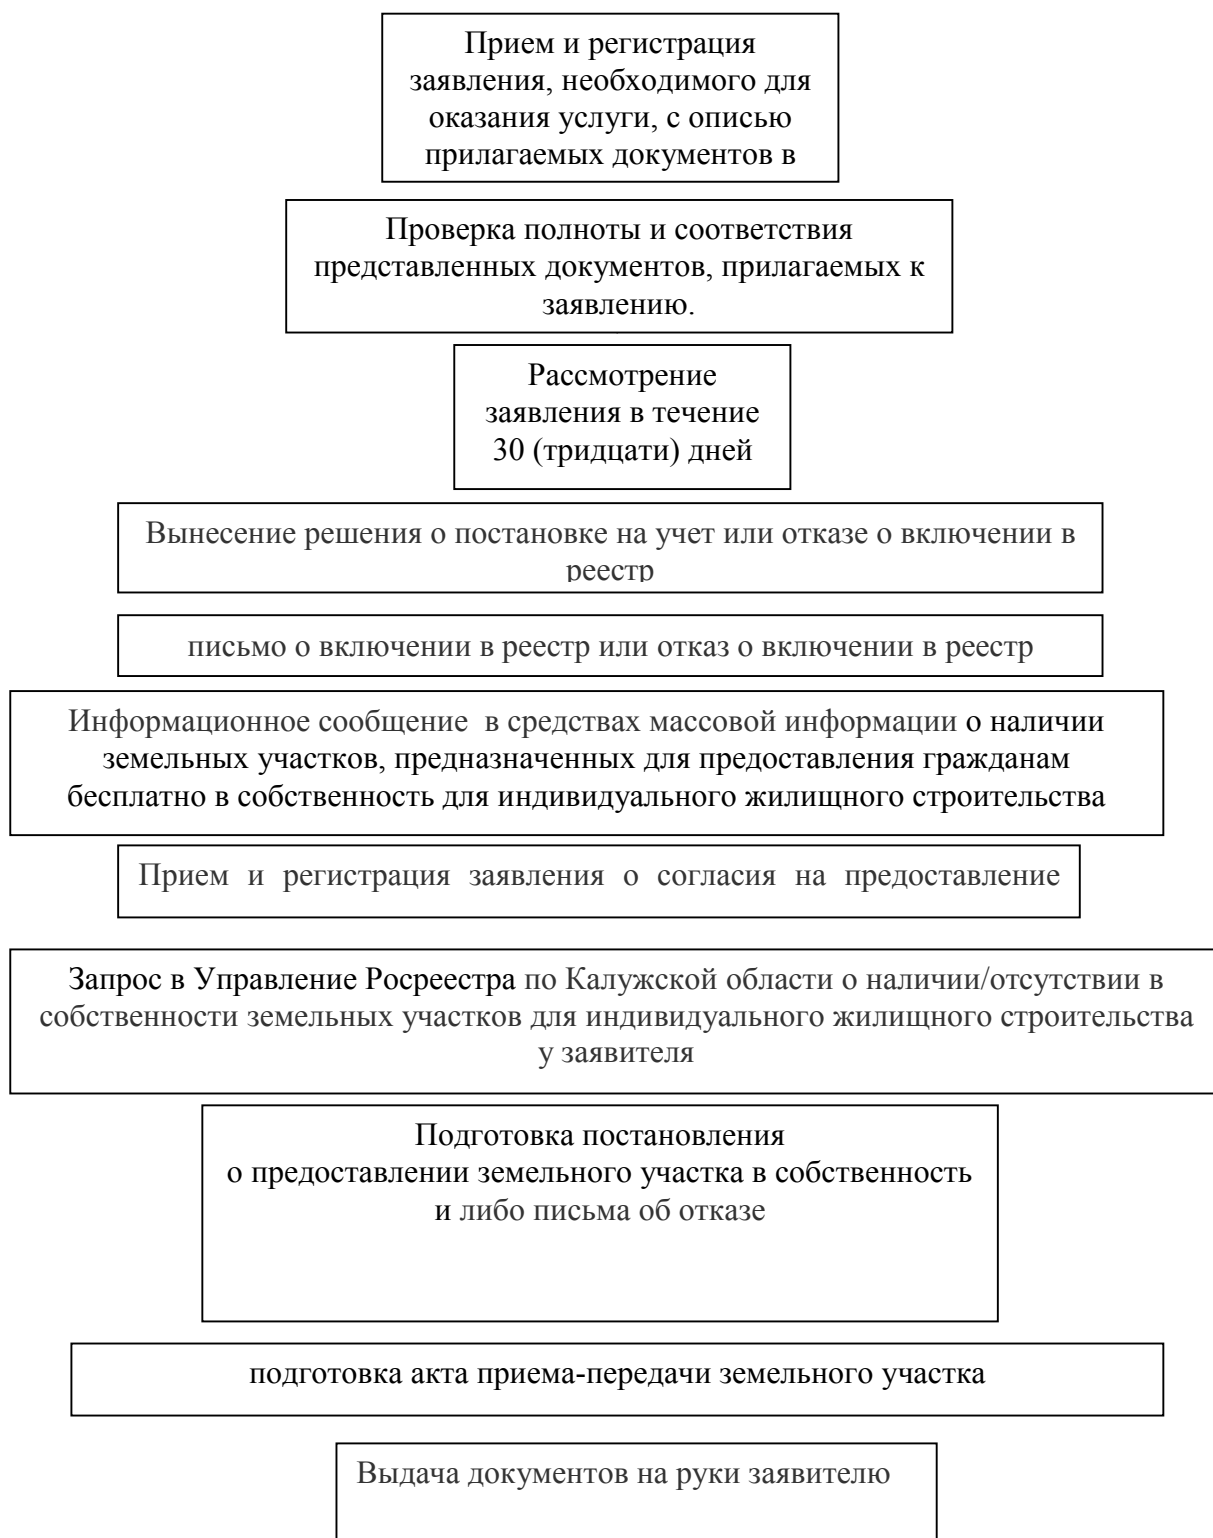 Прием и регистрация
заявления, необходимого для
оказания услуги, с описью
прилагаемых документов в
Проверка полноты и соответствия
представленных документов, прилагаемых к
заявлению.
Рассмотрение
заявления в течение
30 (тридцати) дней
Вынесение решения о постановке на учет или отказе о включении в
реестр
письмо о включении в реестр или отказ о включении в реестр
Информационное сообщение в средствах массовой информации о наличии
земельных участков, предназначенных для предоставления гражданам
бесплатно в собственность для индивидуального жилищного строительства
Прием и регистрация заявления о согласия на предоставление
Запрос в Управление Росреестра по Калужской области о наличии/отсутствии в
собственности земельных участков для индивидуального жилищного строительства
у заявителя
Подготовка постановления
о предоставлении земельного участка в собственность
и либо письма об отказе
подготовка акта приема-передачи земельного участка
Выдача документов на руки заявителю